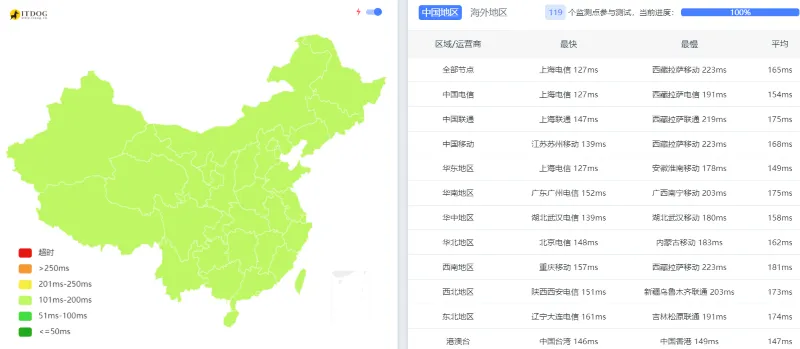 ITDOG
超时
>250ms
201ms-250ms
101ms-200ms
51ms-100ms
<=50ms
中国地区 海外地区 119 个监测点参与测试，当前进度： 100%
区域/运营商 最快 最慢 平均
全部节点 上海电信 127ms 西藏拉萨移动 223ms 165ms
中国电信 上海电信 127ms 西藏拉萨电信 191ms 154ms
中国联通 上海联通 147ms 西藏拉萨联通 219ms 175ms
中国移动 江苏苏州移动 139ms 西藏拉萨移动 223ms 168ms
华东地区 上海电信 127ms 安徽淮南移动 178ms 149ms
华南地区 广东广州电信 152ms 广西南宁移动 203ms 175ms
华中地区 湖北武汉电信 139ms 湖北武汉移动 180ms 158ms
华北地区 北京电信 148ms 内蒙古移动 183ms 162ms
西南地区 重庆移动 157ms 西藏拉萨移动 223ms 181ms
西北地区 陕西西安电信 151ms 新疆乌鲁木齐联通 203ms 173ms
东北地区 辽宁大连电信 161ms 吉林松原联通 191ms 174ms
港澳台 中国台湾 146ms 中国香港 149ms 147ms